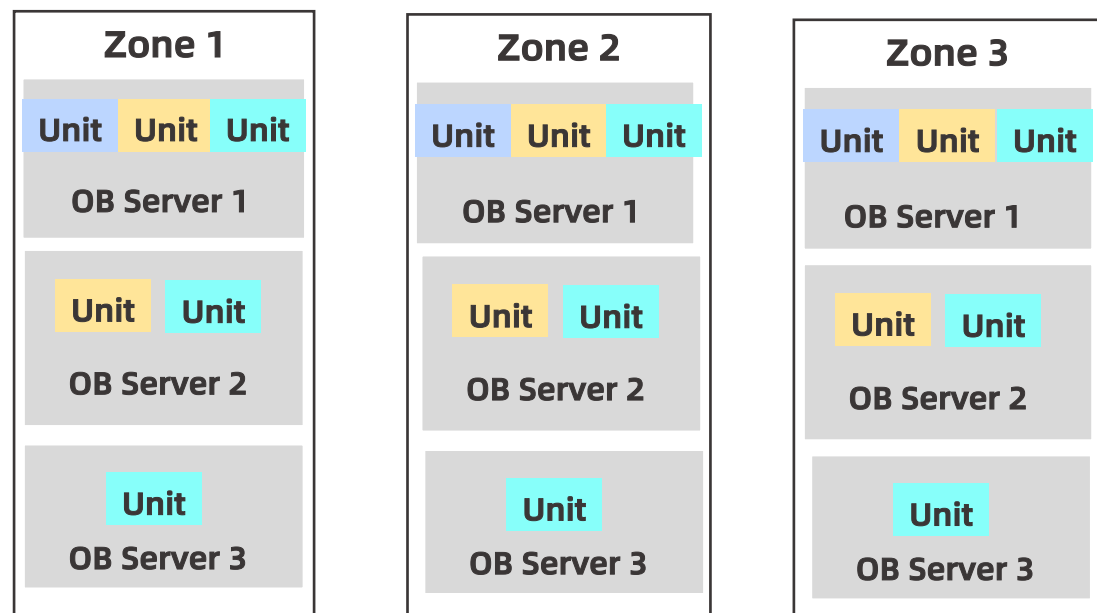 Zone 1
Unit Unit Unit
OB Server 1
Unit Unit
OB Server 2
Unit
OB Server 3
Zone 2
Unit Unit Unit
OB Server 1
Unit Unit
OB Server 2
Unit
OB Server 3
Zone 3
Unit Unit Unit
OB Server 1
Unit Unit
OB Server 2
Unit
OB Server 3